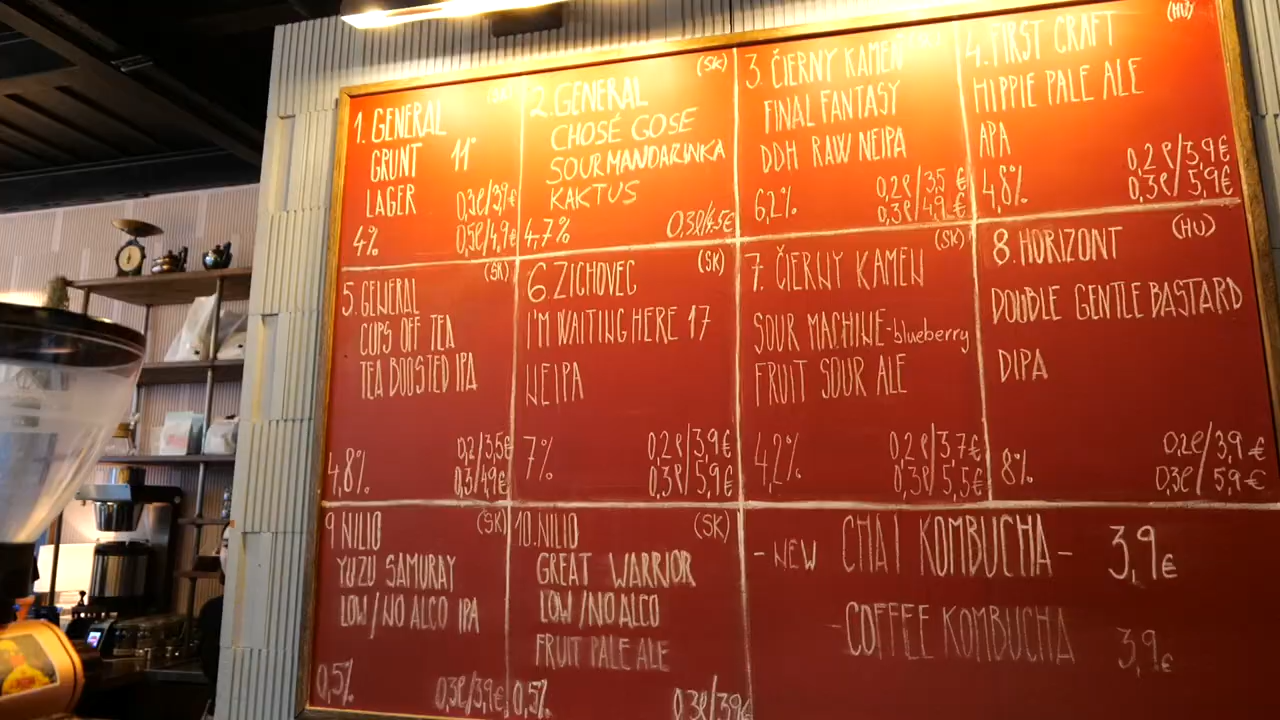 1. GENERAL
GRUNT 11°
LAGER
0,3ℓ/3,9€
4% 0,5ℓ/4,9€
(SK)
2. GENERAL
CHOSÉ GOSE
SOUR MANDARINKA
KAKTUS
4,7% 0,3ℓ/4,5€
3. ČIERNY KAMEŇ
FINAL FANTASY
DDH RAW NEIPA
6,2% 0,2ℓ/3,5 €
0,3ℓ/4,9 €
(HU)
4. FIRST CRAFT
HIPPIE PALE ALE
APA
0,2ℓ/3,9€
4,8% 0,3ℓ/5,9€
(SK)
5. GENERAL
CUPS OFF TEA
TEA BOOSTED IPA
0,2/3,5€
4,8% 0,3/4,9€
6. ZICHOVEC (SK)
I'M WAITING HERE 17
NEIPA
7% 0,2ℓ/3,9€
0,3ℓ/5,9€
(SK)
7. ČIERNY KAMEŇ
SOUR MACHINE-blueberry
FRUIT SOUR ALE
4,2% 0,2ℓ/3,7€
0,3ℓ/5,5€
8. HORIZONT (HU)
DOUBLE GENTLE BASTARD
DIPA
0,2ℓ/3,9 €
8% 0,3ℓ/5,9 €
9 NILIO (SK)
YUZU SAMURAY
LOW/NO ALCO IPA
0,5% 0,3ℓ/3,9€
10. NILIO (SK)
GREAT WARRIOR
LOW/NO ALCO
FRUIT PALE ALE
0,5% 0,3ℓ/3,9€
- NEW CHAI KOMBUCHA - 3,9€
- COFFEE KOMBUCHA 3,9€